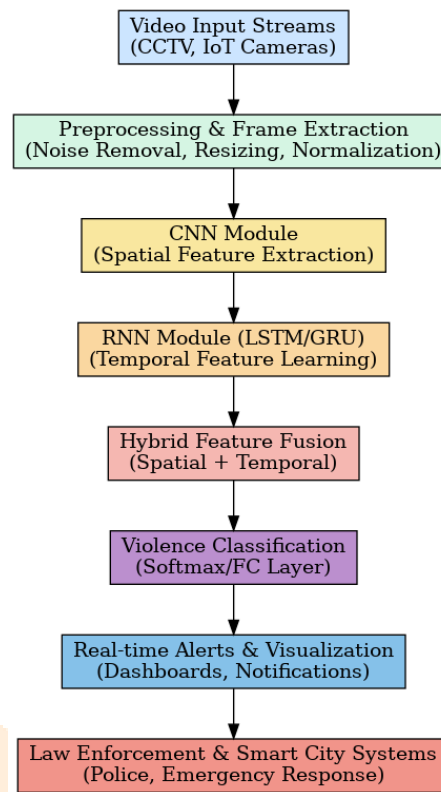 Video Input Streams
(CCTV, IoT Cameras)
Preprocessing & Frame Extraction
(Noise Removal, Resizing, Normalization)
CNN Module
(Spatial Feature Extraction)
RNN Module (LSTM/GRU)
(Temporal Feature Learning)
Hybrid Feature Fusion
(Spatial + Temporal)
Violence Classification
(Softmax/FC Layer)
Real-time Alerts & Visualization
(Dashboards, Notifications)
Law Enforcement & Smart City Systems
(Police, Emergency Response)